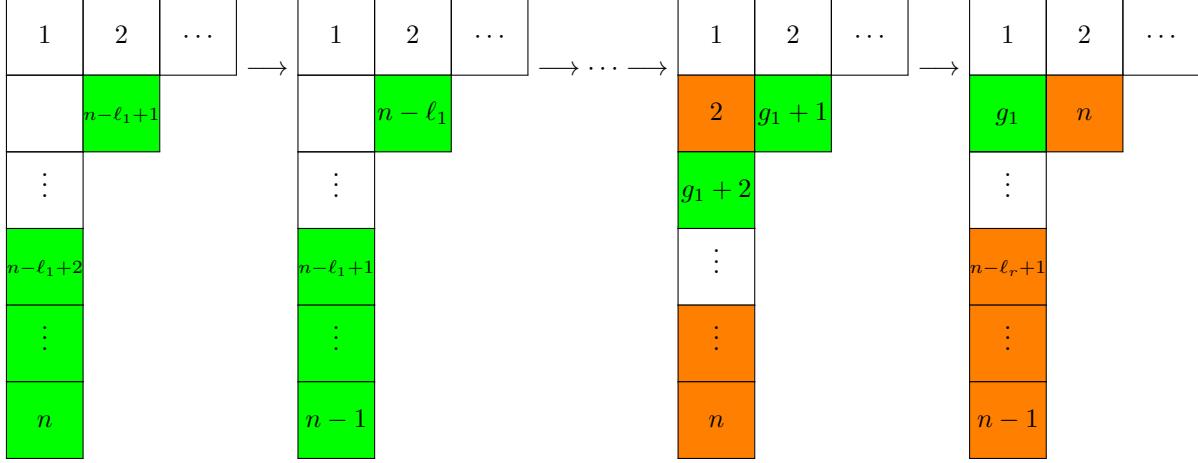 1 2 ⋯ 1 2 ⋯ 1 2 ⋯ 1 2 ⋯
⟶ ⟶ ⋯ ⟶ ⟶
n−ℓ₁+1 n − ℓ₁ 2 g₁ + 1 g₁ n
⋮ ⋮ g₁ + 2 ⋮
n−ℓ₁+2 n−ℓ₁+1 ⋮ n−ℓᵣ+1
⋮ ⋮ ⋮ ⋮
n n − 1 n n − 1